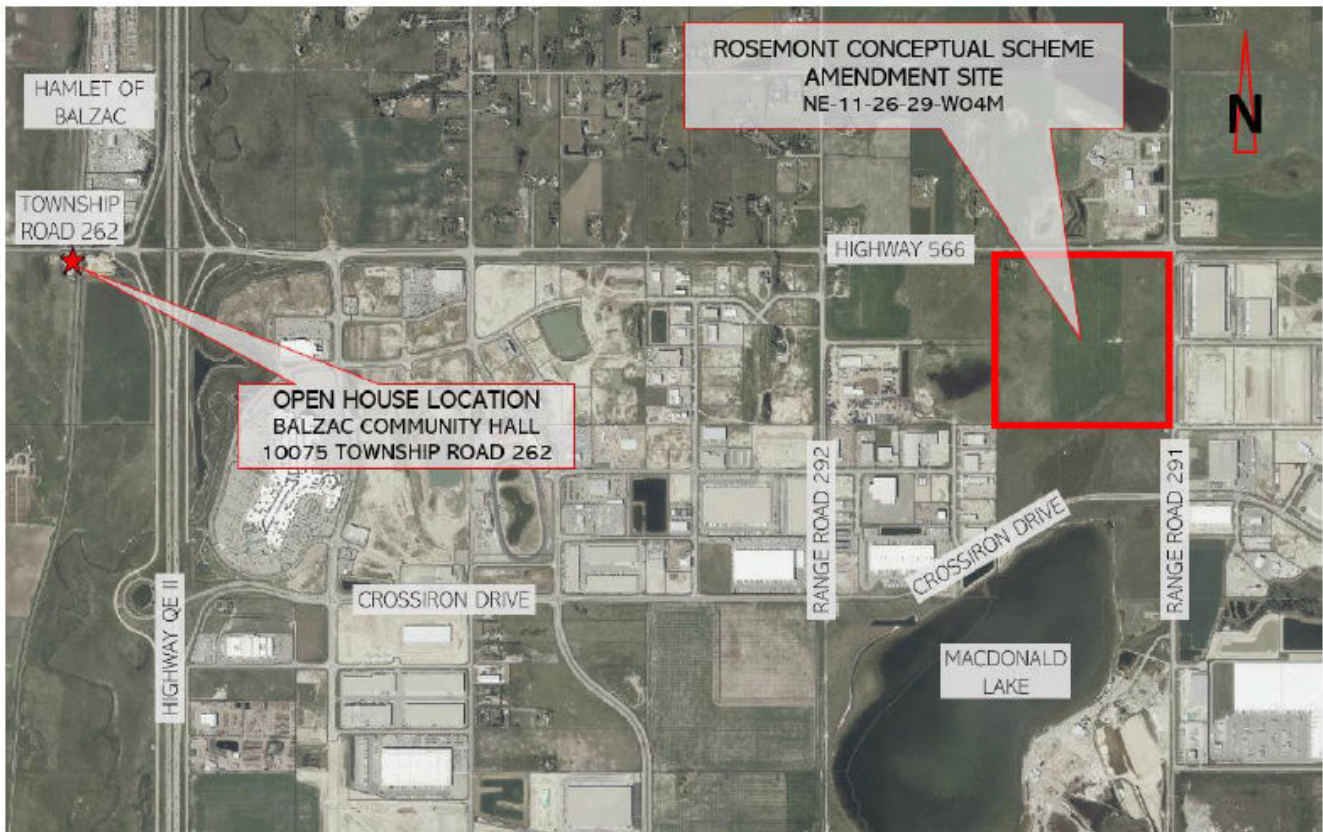 ROSEMONT CONCEPTUAL SCHEME
AMENDMENT SITE
NE-11-26-29-W04M
N
HAMLET OF
BALZAC
TOWNSHIP
ROAD 262
HIGHWAY 566
OPEN HOUSE LOCATION
BALZAC COMMUNITY HALL
10075 TOWNSHIP ROAD 262
RANGE ROAD 292
RANGE ROAD 291
CROSSIRON DRIVE
CROSSIRON DRIVE
HIGHWAY QE II
MACDONALD
LAKE